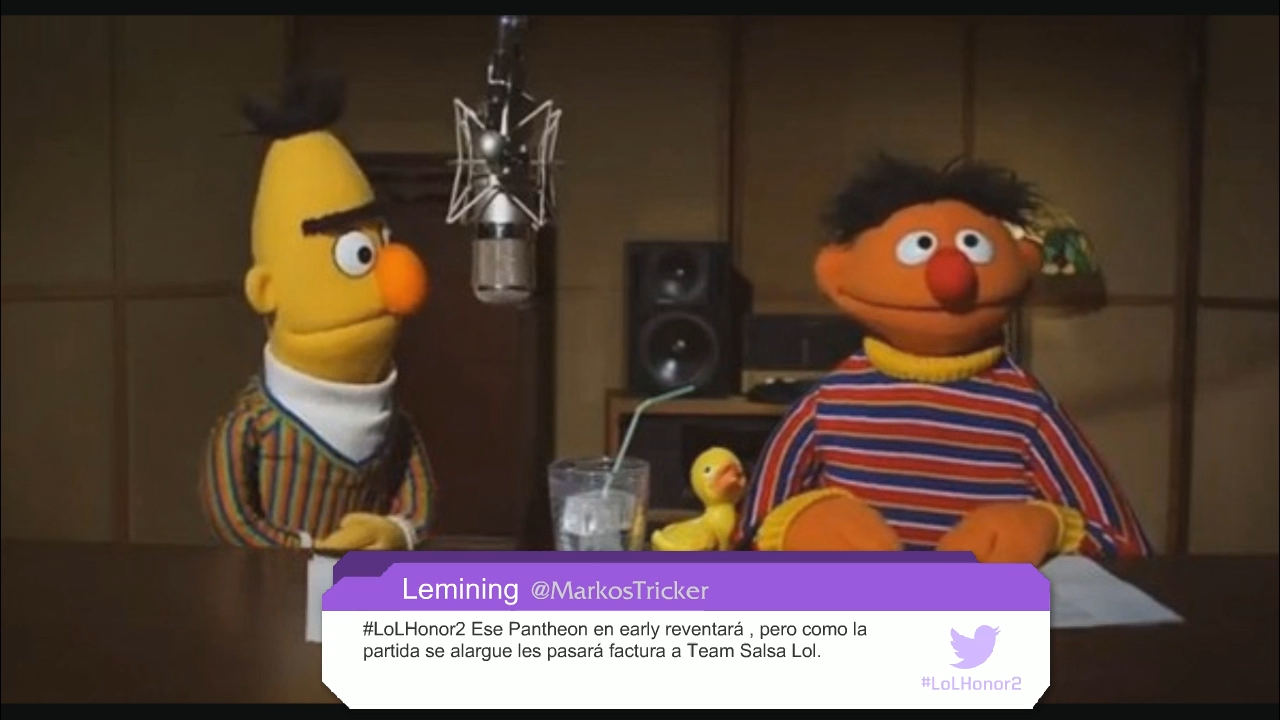 Lemining @MarkosTricker
#LoLHonor2 Ese Pantheon en early reventará , pero como la
partida se alargue les pasará factura a Team Salsa Lol.
#LoLHonor2